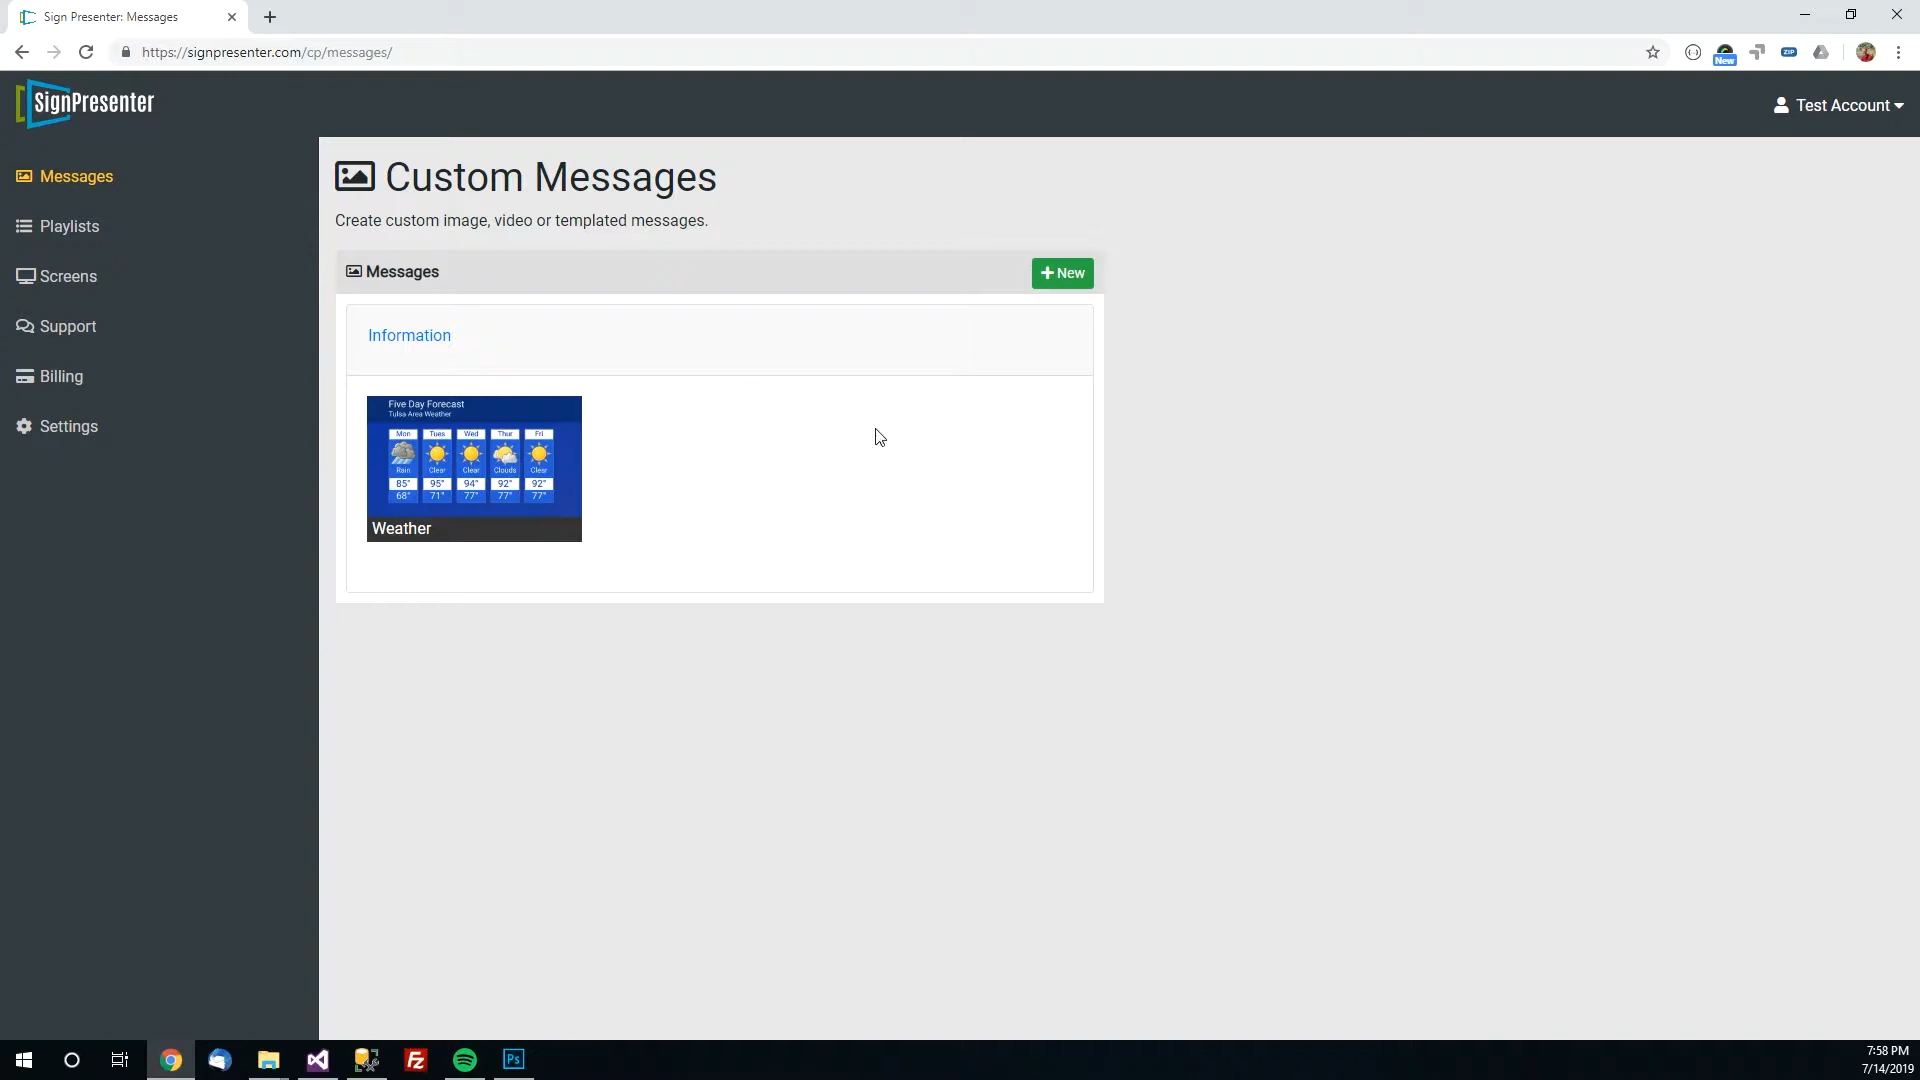 Sign Presenter: Messages
https://signpresenter.com/cp/messages/
New
ZIP
SignPresenter
Test Account
Messages
Playlists
Screens
Support
Billing
Settings
Custom Messages
Create custom image, video or templated messages.
Messages
New
Information
Five Day Forecast
Tulsa Area Weather
Mon Tues Wed Thur Fri
Rain Clear Clear Clouds Clear
85° 95° 94° 92° 92°
68° 71° 77° 77° 77°
Weather
Fz
Ps
7:58 PM
7/14/2019